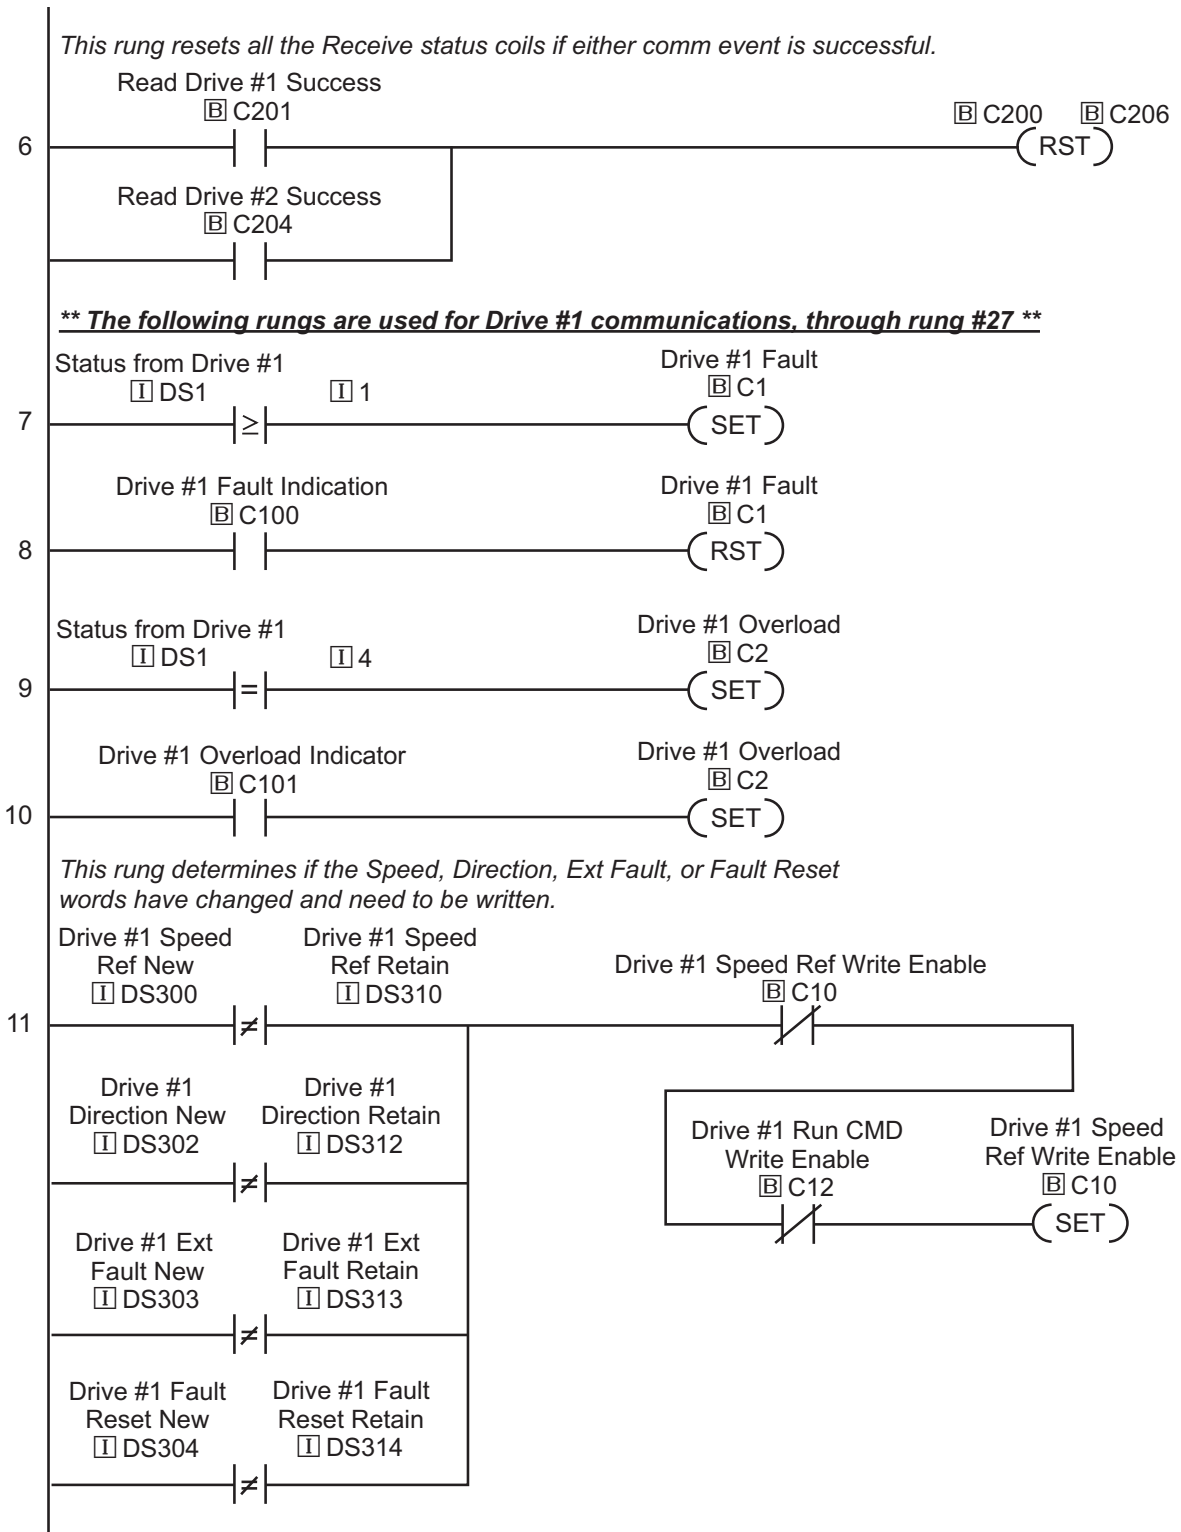 This rung resets all the Receive status coils if either comm event is successful.
Read Drive #1 Success
B C201
B C200 B C206
6
RST
Read Drive #2 Success
B C204
** The following rungs are used for Drive #1 communications, through rung #27 **
Status from Drive #1
I DS1 I 1
Drive #1 Fault
B C1
7
≥
SET
Drive #1 Fault Indication
B C100
Drive #1 Fault
B C1
8
RST
Status from Drive #1
I DS1 I 4
Drive #1 Overload
B C2
9
=
SET
Drive #1 Overload Indicator
B C101
Drive #1 Overload
B C2
10
SET
This rung determines if the Speed, Direction, Ext Fault, or Fault Reset
words have changed and need to be written.
Drive #1 Speed
Ref New
I DS300
Drive #1 Speed
Ref Retain
I DS310
Drive #1 Speed Ref Write Enable
B C10
11
≠
Drive #1
Direction New
I DS302
Drive #1
Direction Retain
I DS312
≠
Drive #1 Run CMD
Write Enable
B C12
Drive #1 Speed
Ref Write Enable
B C10
SET
Drive #1 Ext
Fault New
I DS303
Drive #1 Ext
Fault Retain
I DS313
≠
Drive #1 Fault
Reset New
I DS304
Drive #1 Fault
Reset Retain
I DS314
≠